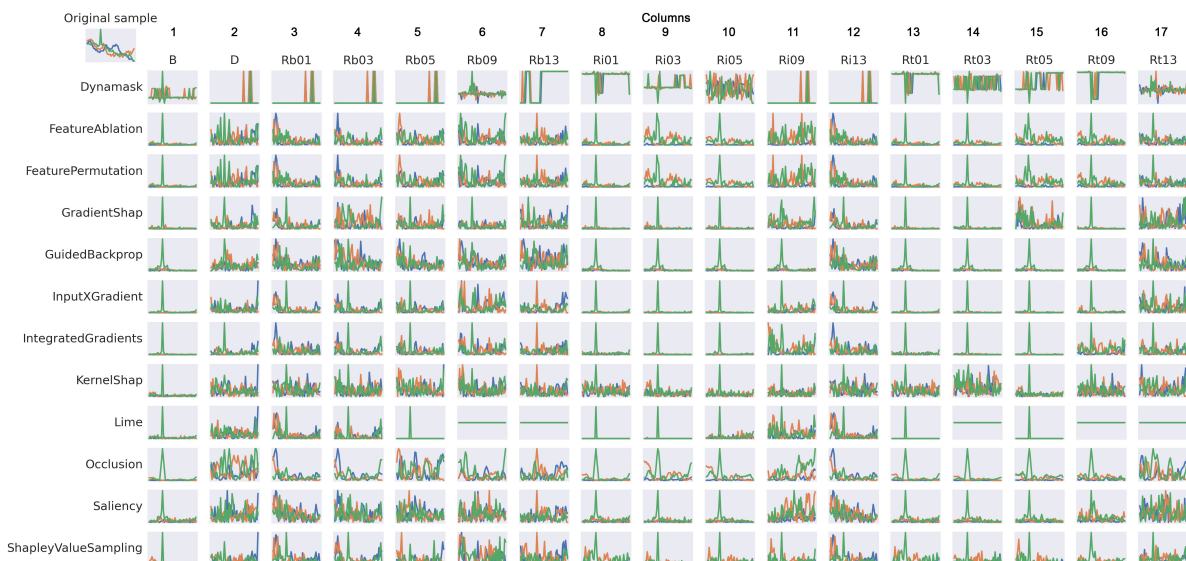 Original sample
Columns
1 2 3 4 5 6 7 8 9 10 11 12 13 14 15 16 17
B D Rb01 Rb03 Rb05 Rb09 Rb13 Ri01 Ri03 Ri05 Ri09 Ri13 Rt01 Rt03 Rt05 Rt09 Rt13
Dynamask
FeatureAblation
FeaturePermutation
GradientShap
GuidedBackprop
InputXGradient
IntegratedGradients
KernelShap
Lime
Occlusion
Saliency
ShapleyValueSampling